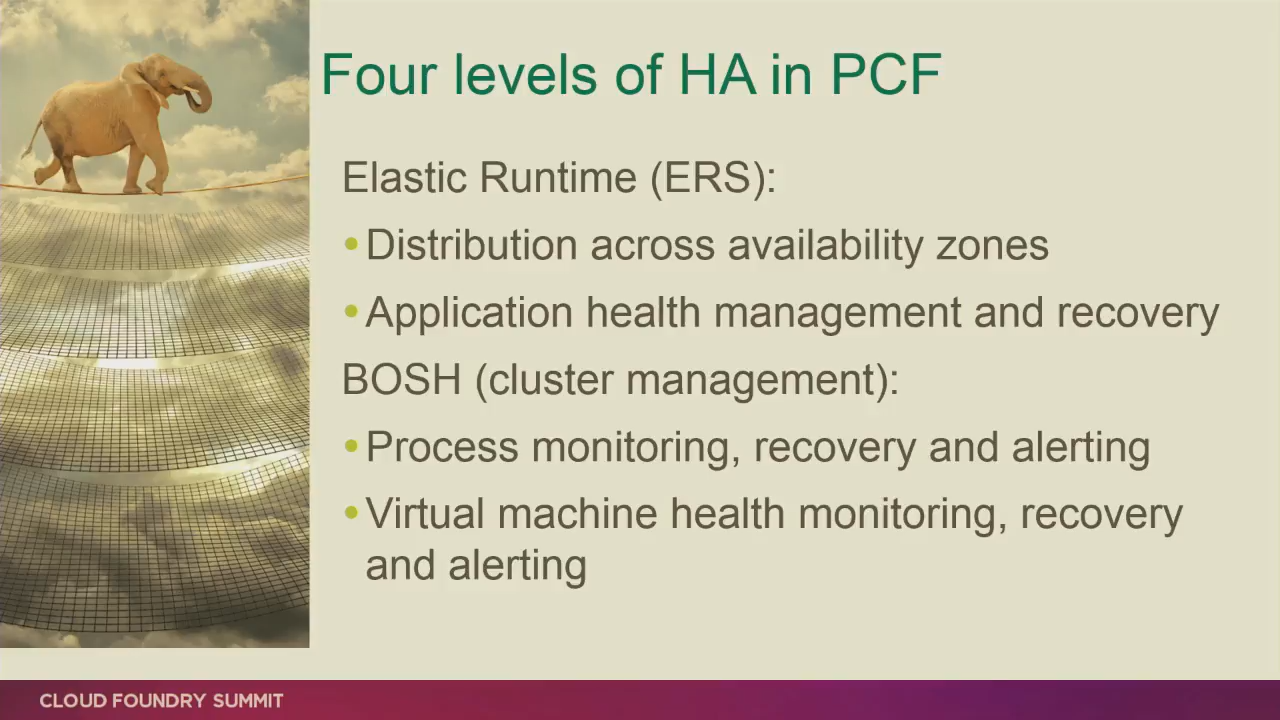 Four levels of HA in PCF
Elastic Runtime (ERS):
•Distribution across availability zones
•Application health management and recovery
BOSH (cluster management):
•Process monitoring, recovery and alerting
•Virtual machine health monitoring, recovery
and alerting
CLOUD FOUNDRY SUMMIT